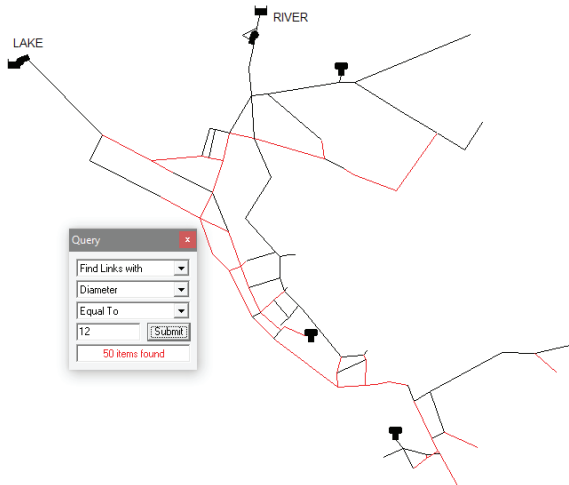 RIVER
LAKE
Query
x
Find Links with
Diameter
Equal To
12 Submit
50 items found